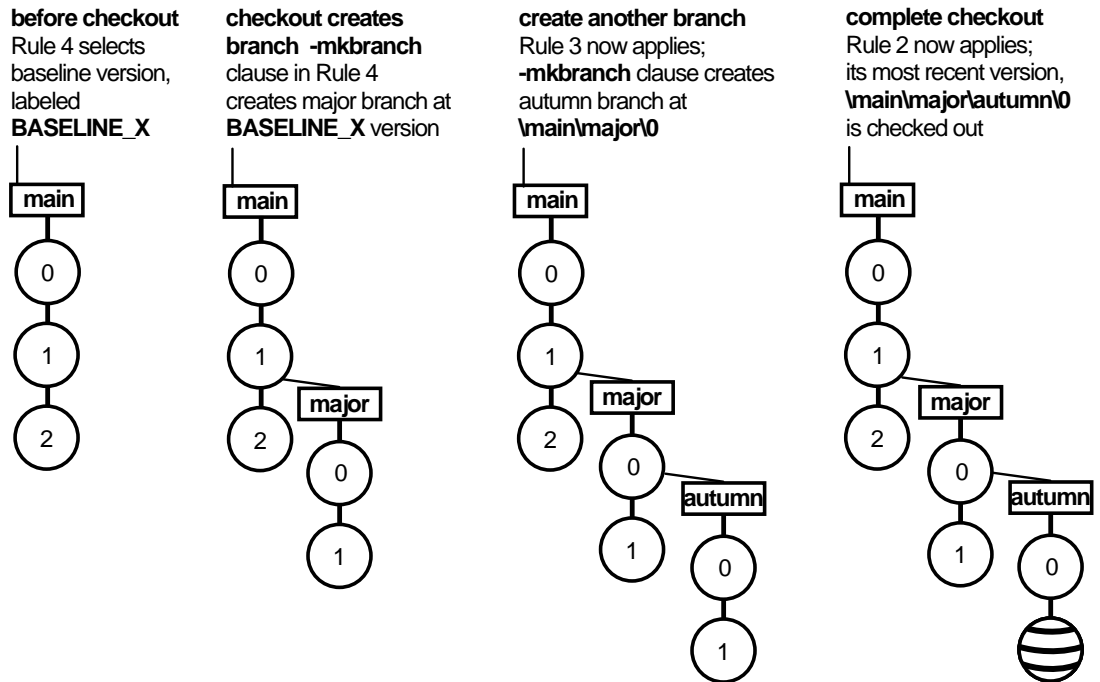 before checkout
Rule 4 selects
baseline version,
labeled
BASELINE_X
main
0
1
2
checkout creates
branch -mkbranch
clause in Rule 4
creates major branch at
BASELINE_X version
main
0
1
major
2
0
1
create another branch
Rule 3 now applies;
-mkbranch clause creates
autumn branch at
\main\major\0
main
0
1
major
2
0
autumn
1
0
1
complete checkout
Rule 2 now applies;
its most recent version,
\main\major\autumn\0
is checked out
main
0
1
major
2
0
autumn
1
0